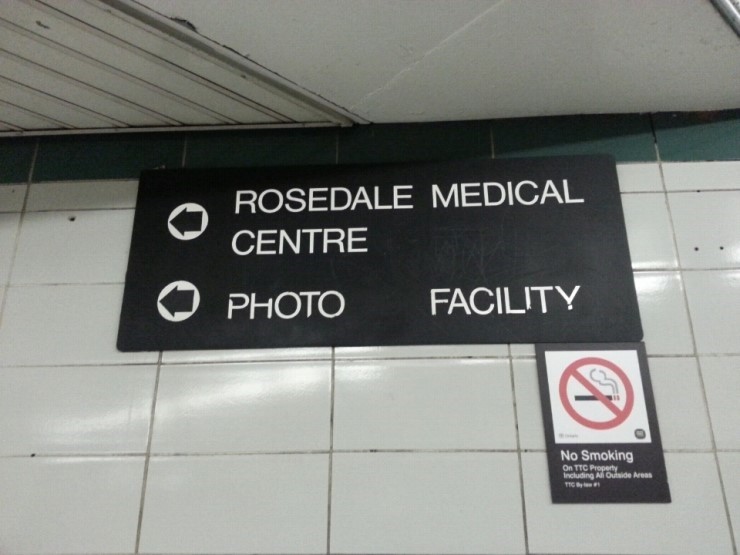 ROSEDALE MEDICAL
CENTRE
PHOTO FACILITY
No Smoking
On TTC Property
Including All Outside Areas
TTC By-law #1